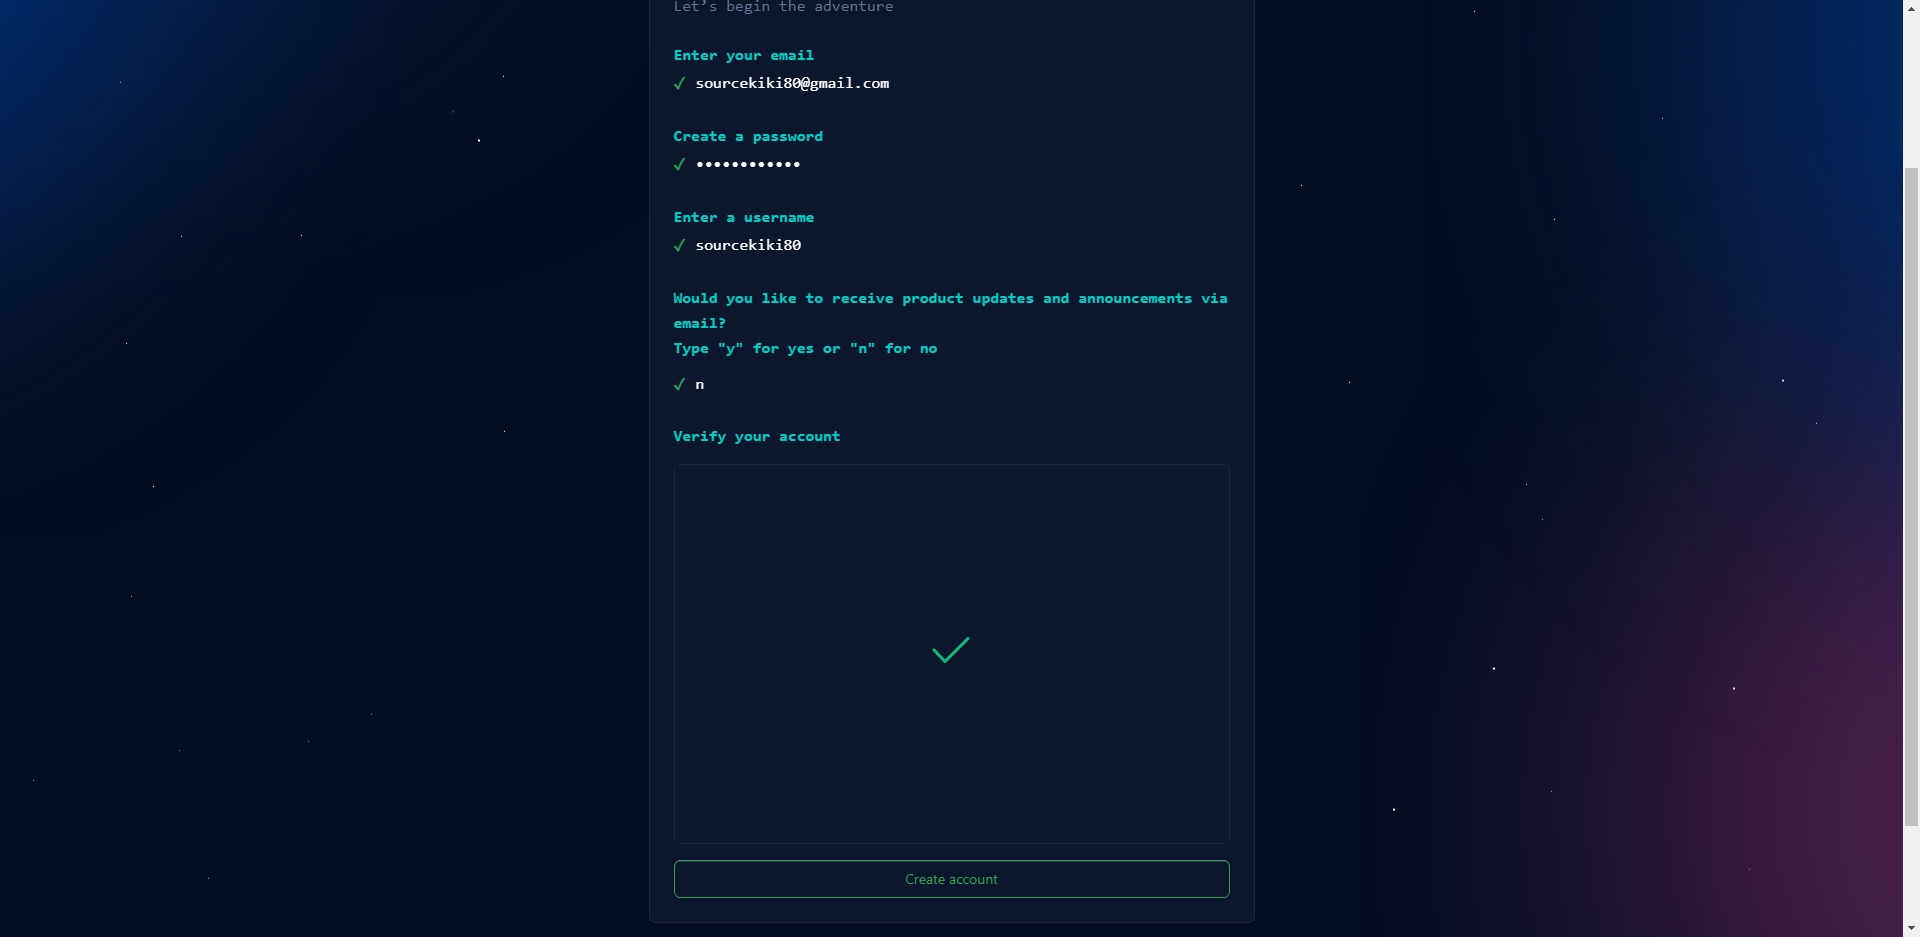 Let's begin the adventure
Enter your email
✓ sourcekiki80@gmail.com
Create a password
✓ ••••••••••••
Enter a username
✓ sourcekiki80
Would you like to receive product updates and announcements via
email?
Type "y" for yes or "n" for no
✓ n
Verify your account
Create account